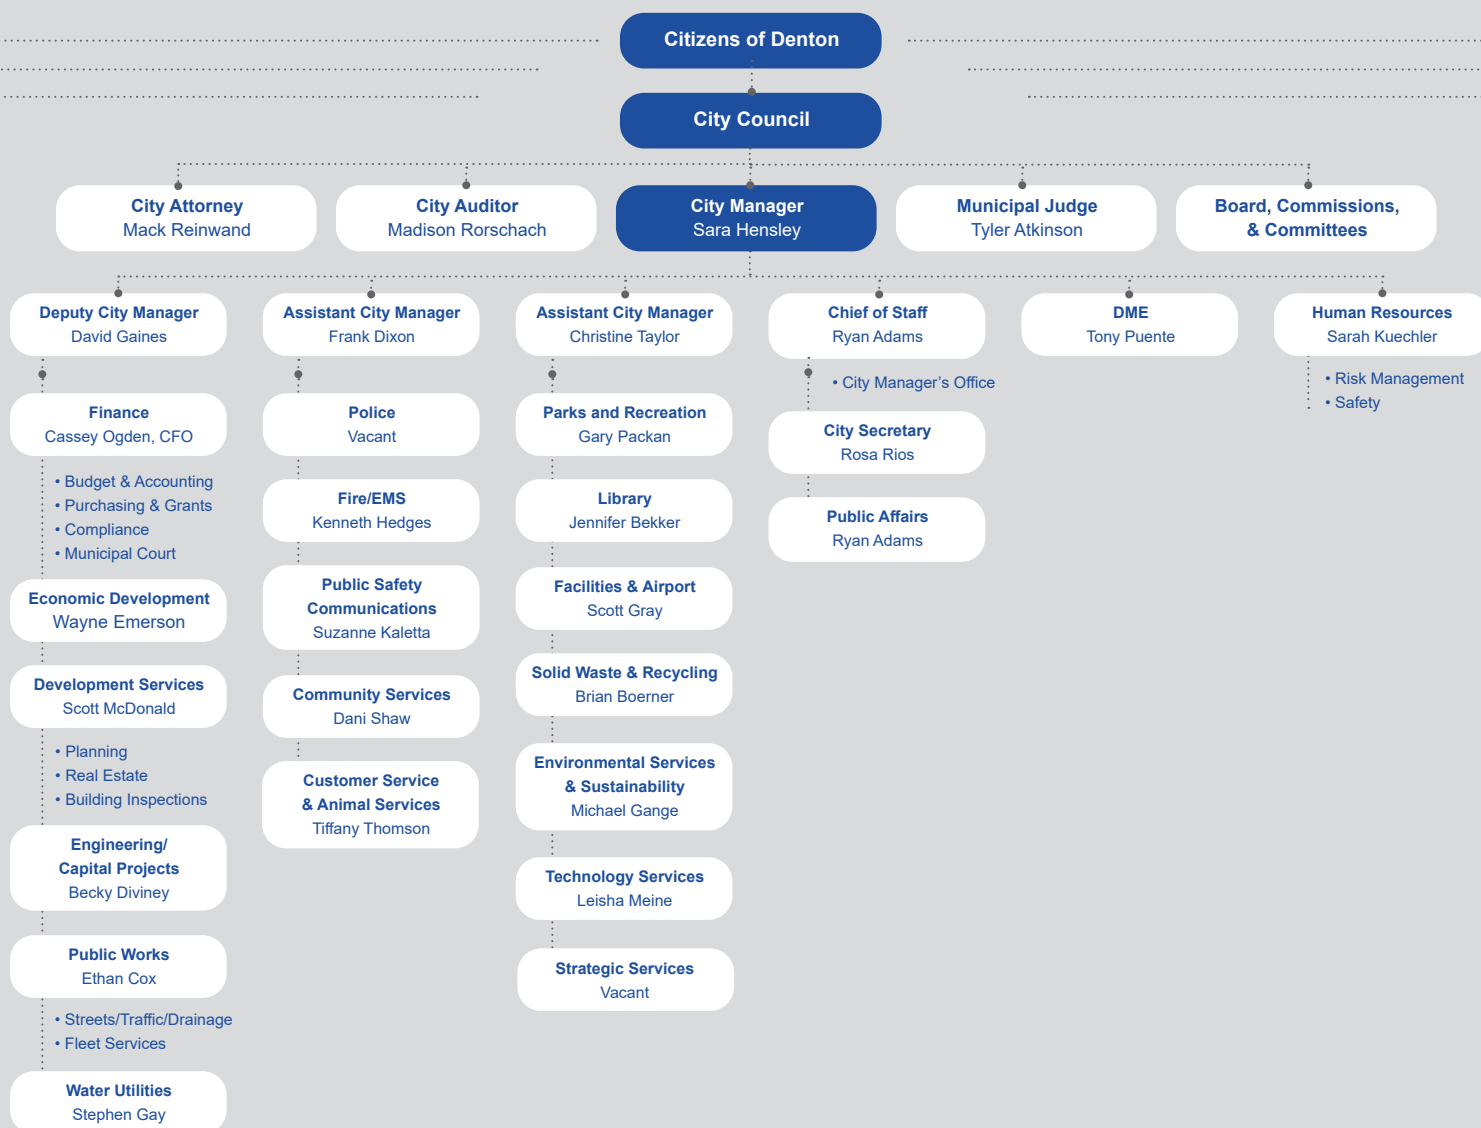 Citizens of Denton
City Council
City Attorney
Mack Reinwand
City Auditor
Madison Rorschach
City Manager
Sara Hensley
Municipal Judge
Tyler Atkinson
Board, Commissions,
& Committees
Deputy City Manager
David Gaines
Finance
Cassey Ogden, CFO
• Budget & Accounting
• Purchasing & Grants
• Compliance
• Municipal Court
Economic Development
Wayne Emerson
Development Services
Scott McDonald
• Planning
• Real Estate
• Building Inspections
Engineering/
Capital Projects
Becky Diviney
Public Works
Ethan Cox
• Streets/Traffic/Drainage
• Fleet Services
Water Utilities
Stephen Gay
Assistant City Manager
Frank Dixon
Police
Vacant
Fire/EMS
Kenneth Hedges
Public Safety
Communications
Suzanne Kaletta
Community Services
Dani Shaw
Customer Service
& Animal Services
Tiffany Thomson
Assistant City Manager
Christine Taylor
Parks and Recreation
Gary Packan
Library
Jennifer Bekker
Facilities & Airport
Scott Gray
Solid Waste & Recycling
Brian Boerner
Environmental Services
& Sustainability
Michael Gange
Technology Services
Leisha Meine
Strategic Services
Vacant
Chief of Staff
Ryan Adams
• City Manager’s Office
City Secretary
Rosa Rios
Public Affairs
Ryan Adams
DME
Tony Puente
Human Resources
Sarah Kuechler
• Risk Management
• Safety